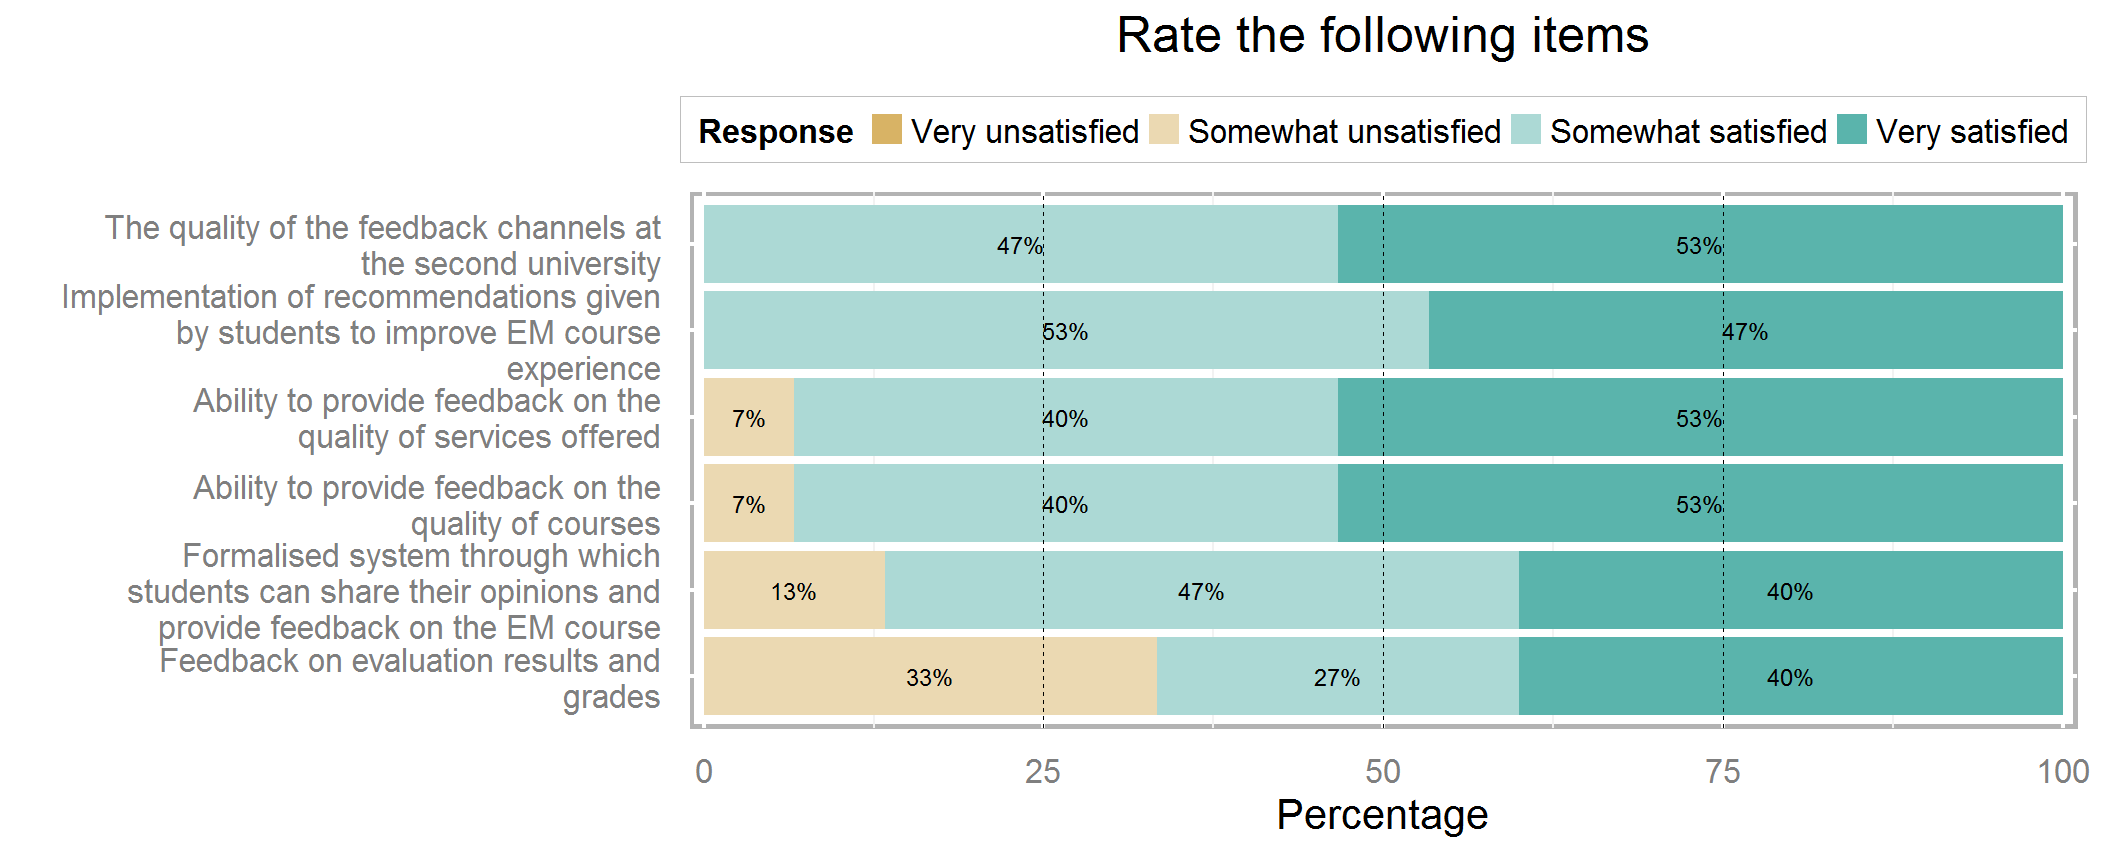 Rate the following items
Response Very unsatisfied Somewhat unsatisfied Somewhat satisfied Very satisfied
The quality of the feedback channels at
the second university
47% 53%
Implementation of recommendations given
by students to improve EM course
experience
53% 47%
Ability to provide feedback on the
quality of services offered
7% 40% 53%
Ability to provide feedback on the
quality of courses
7% 40% 53%
Formalised system through which
students can share their opinions and
provide feedback on the EM course
13% 47% 40%
Feedback on evaluation results and
grades
33% 27% 40%
0 25 50 75 100
Percentage